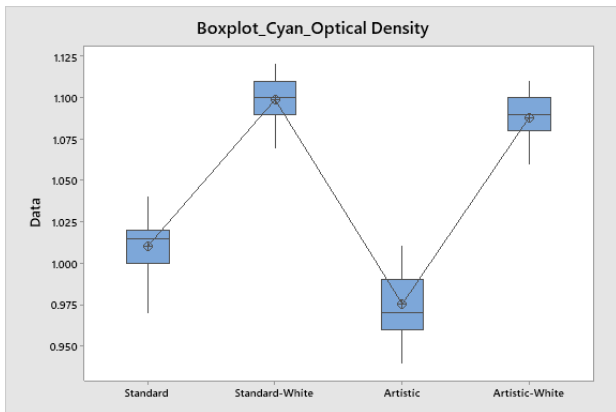 Boxplot_Cyan_Optical Density
Data
1.125
1.100
1.075
1.050
1.025
1.000
0.975
0.950
Standard
Standard-White
Artistic
Artistic-White